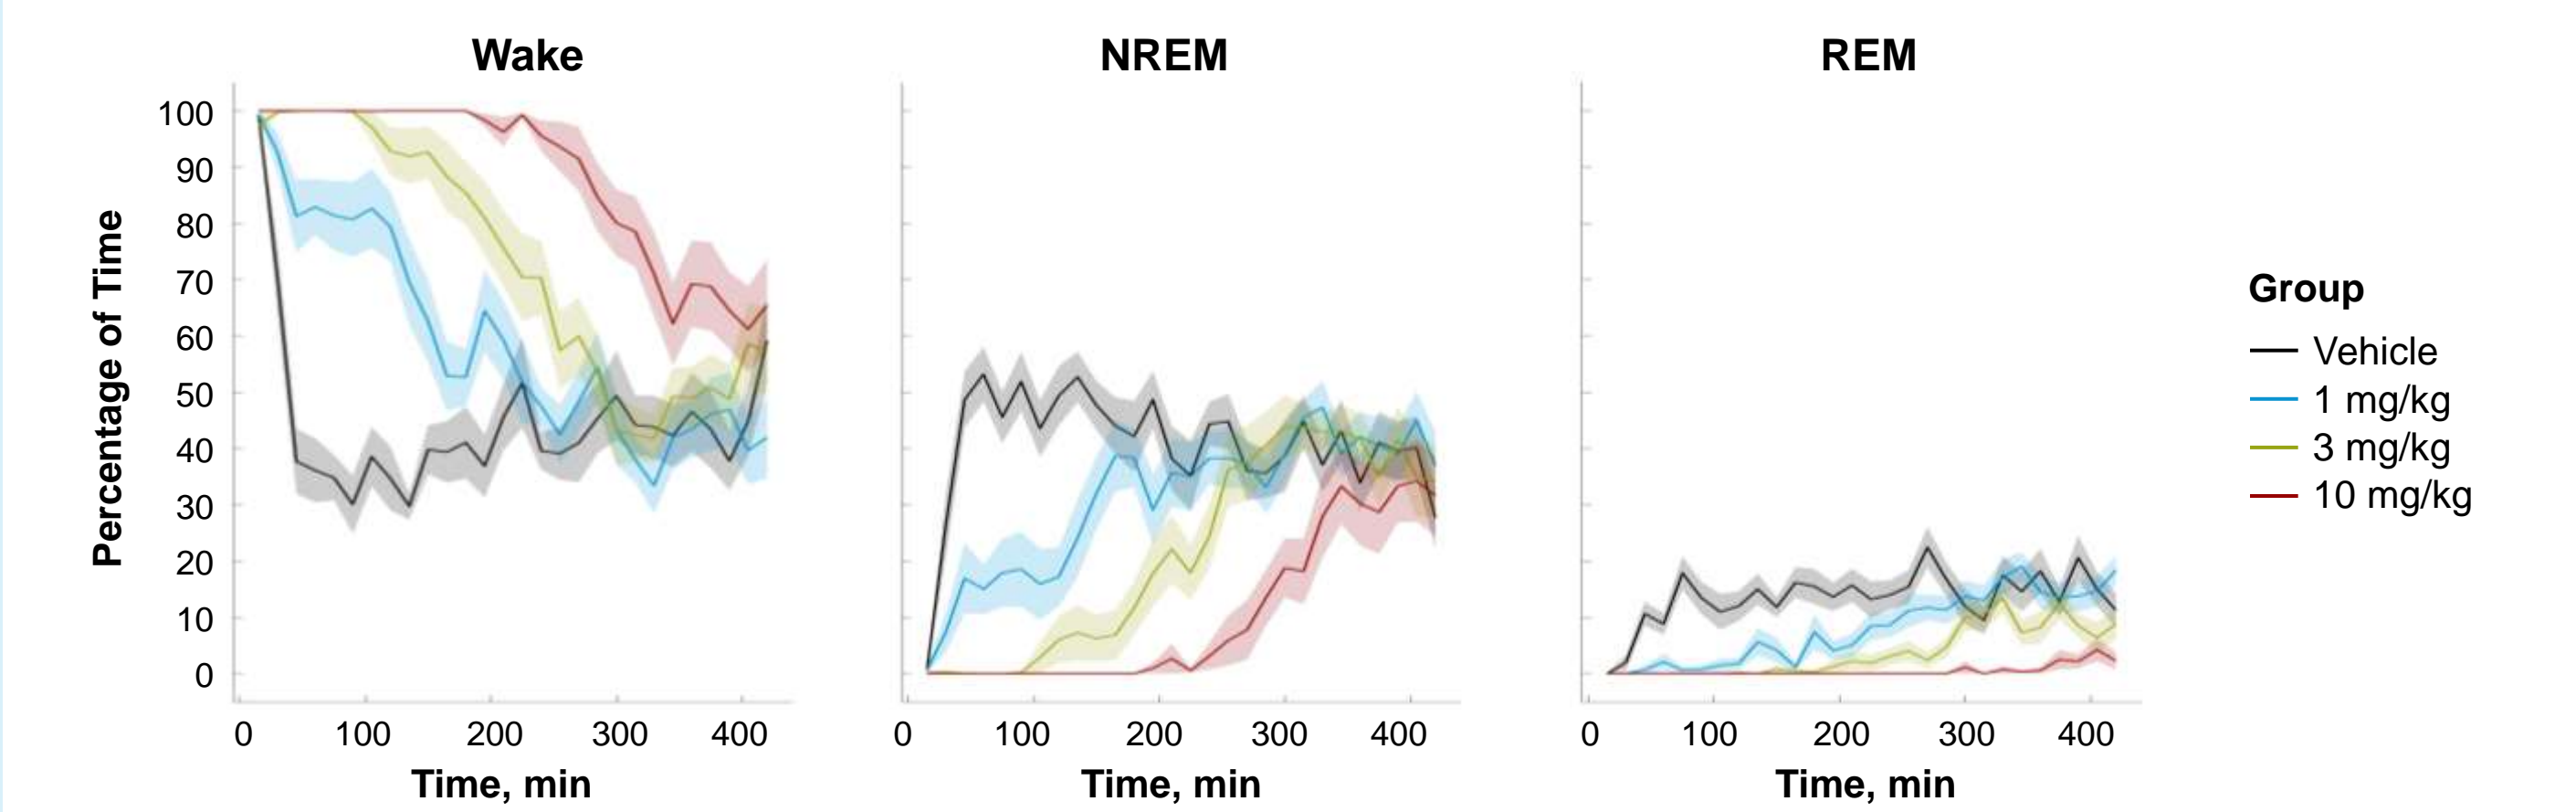 Wake
NREM
REM
Percentage of Time
100
90
80
70
60
50
40
30
20
10
0
0 100 200 300 400
0 100 200 300 400
0 100 200 300 400
Time, min
Time, min
Time, min
Group
Vehicle
1 mg/kg
3 mg/kg
10 mg/kg